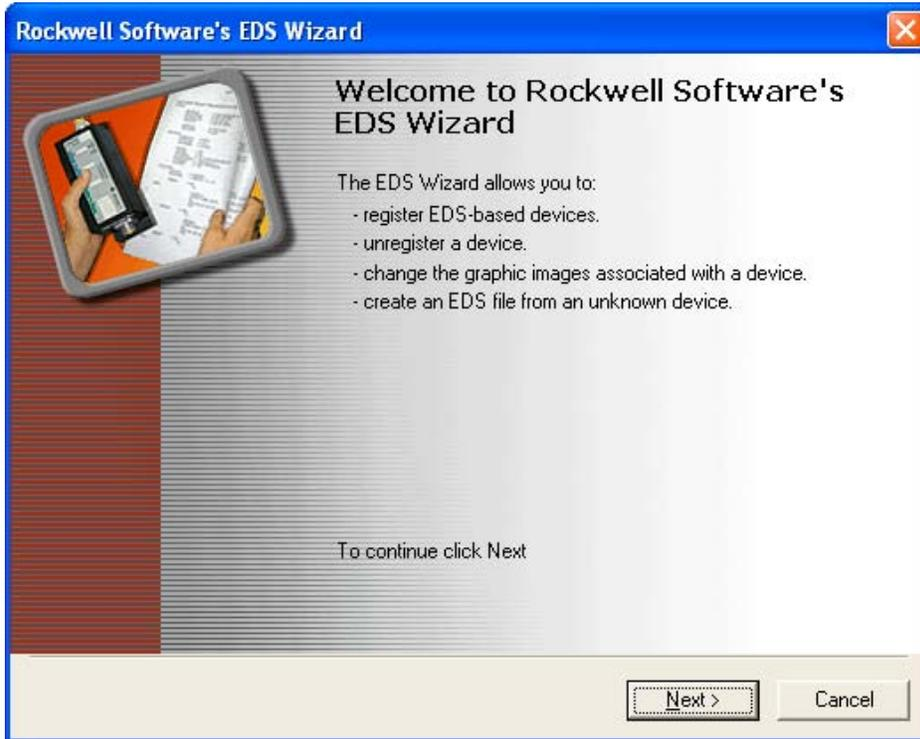 Rockwell Software's EDS Wizard
Welcome to Rockwell Software's
EDS Wizard
The EDS Wizard allows you to:
- register EDS-based devices.
- unregister a device.
- change the graphic images associated with a device.
- create an EDS file from an unknown device.
To continue click Next
Next >
Cancel